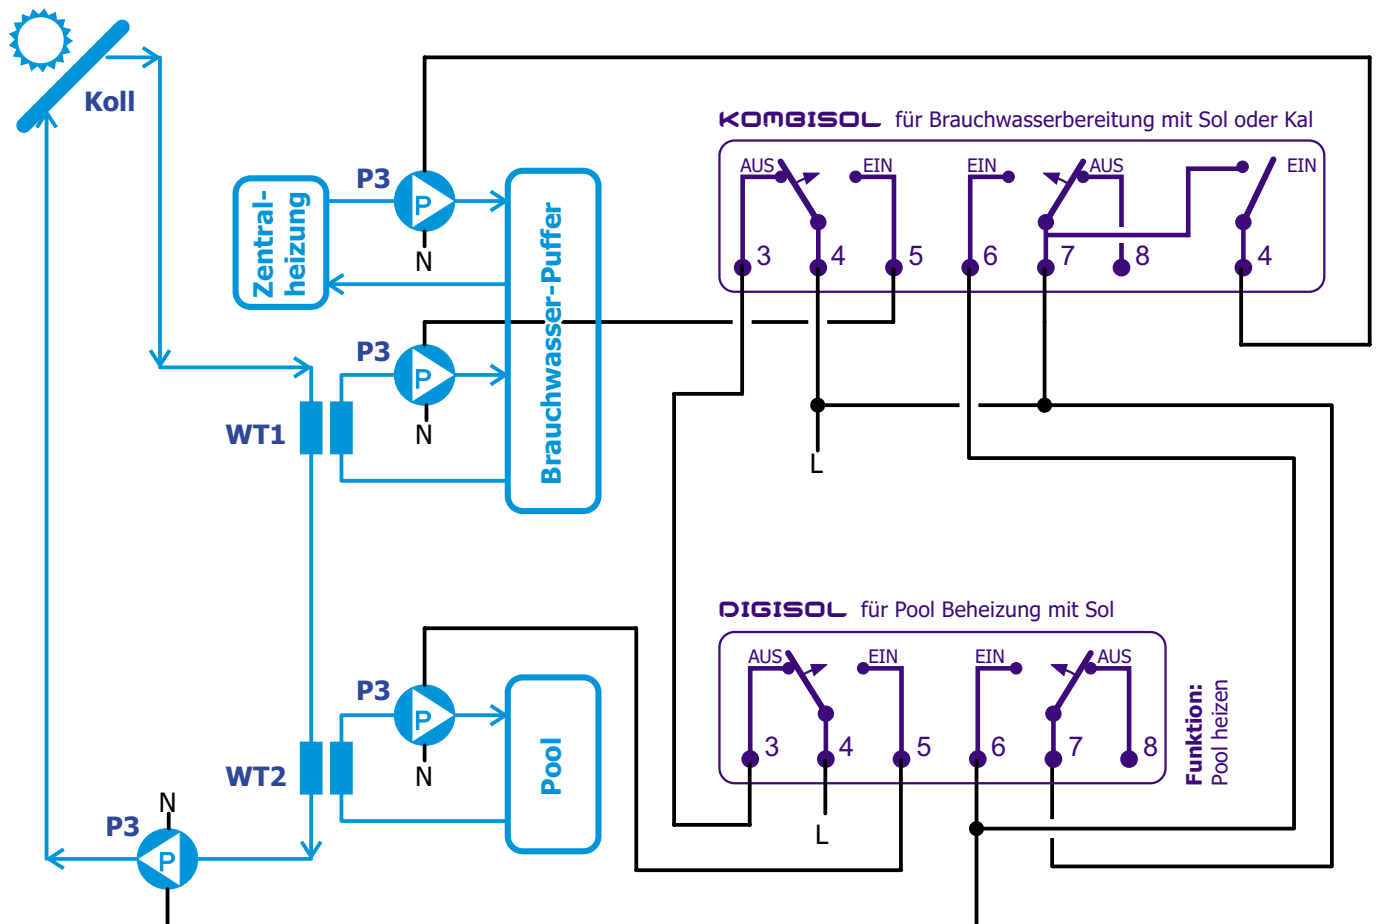 Koll
P3
P
N
Zentral-
heizung
Brauchwasser-Puffer
P3
P
N
WT1
KOMBISOL für Brauchwasserbereitung mit Sol oder Kal
AUS EIN EIN AUS EIN
3 4 5 6 7 8 4
L
DIGISOL für Pool Beheizung mit Sol
AUS EIN EIN AUS
3 4 5 6 7 8
L
Funktion:
Pool heizen
P3
P
N
WT2
Pool
N
P3
P